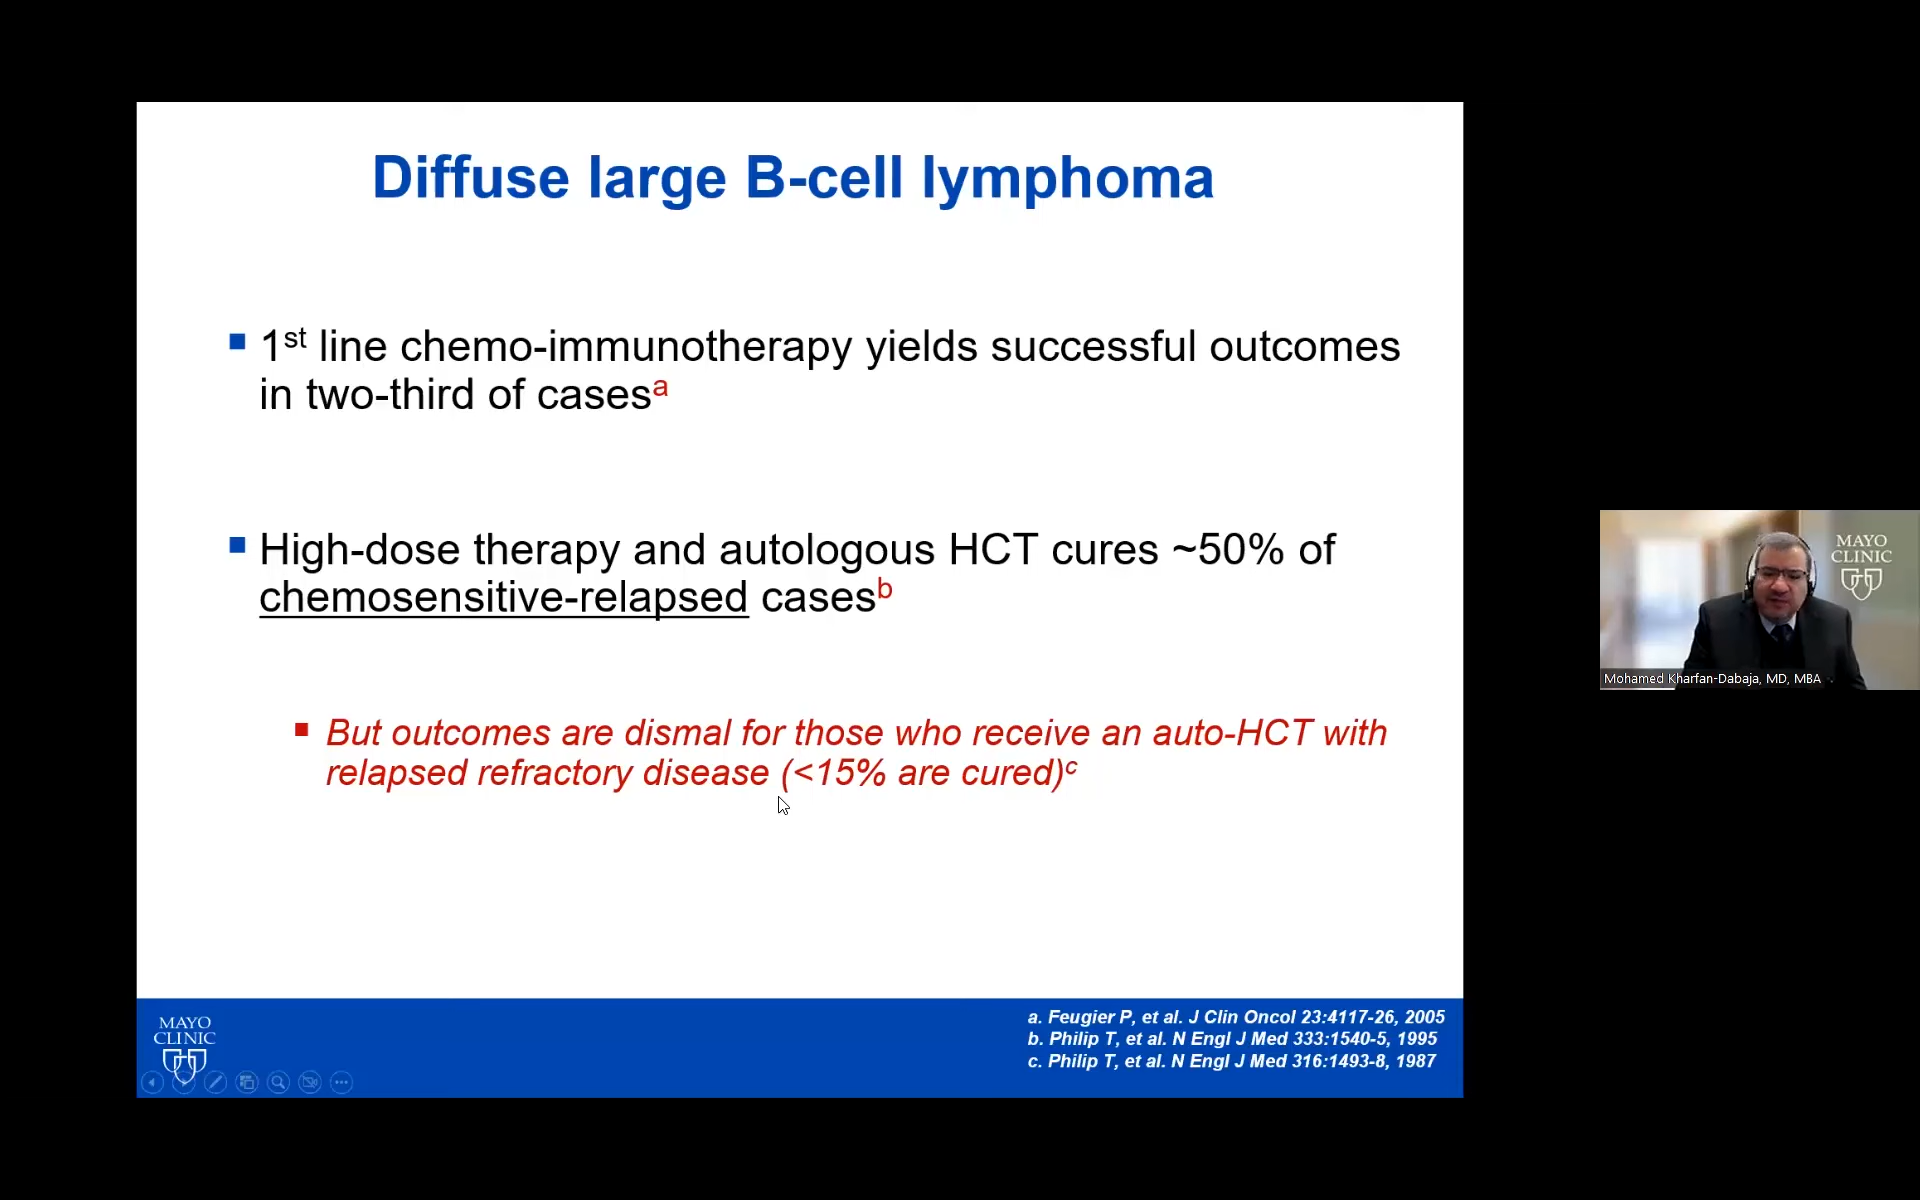 Diffuse large B-cell lymphoma
1st line chemo-immunotherapy yields successful outcomes
in two-third of casesa
High-dose therapy and autologous HCT cures ~50% of
chemosensitive-relapsed casesb
But outcomes are dismal for those who receive an auto-HCT with
relapsed refractory disease (<15% are cured)c
MAYO
CLINIC
a. Feugier P, et al. J Clin Oncol 23:4117-26, 2005
b. Philip T, et al. N Engl J Med 333:1540-5, 1995
c. Philip T, et al. N Engl J Med 316:1493-8, 1987
MAYO
CLINIC
Mohamed Kharfan-Dabaja, MD, MBA